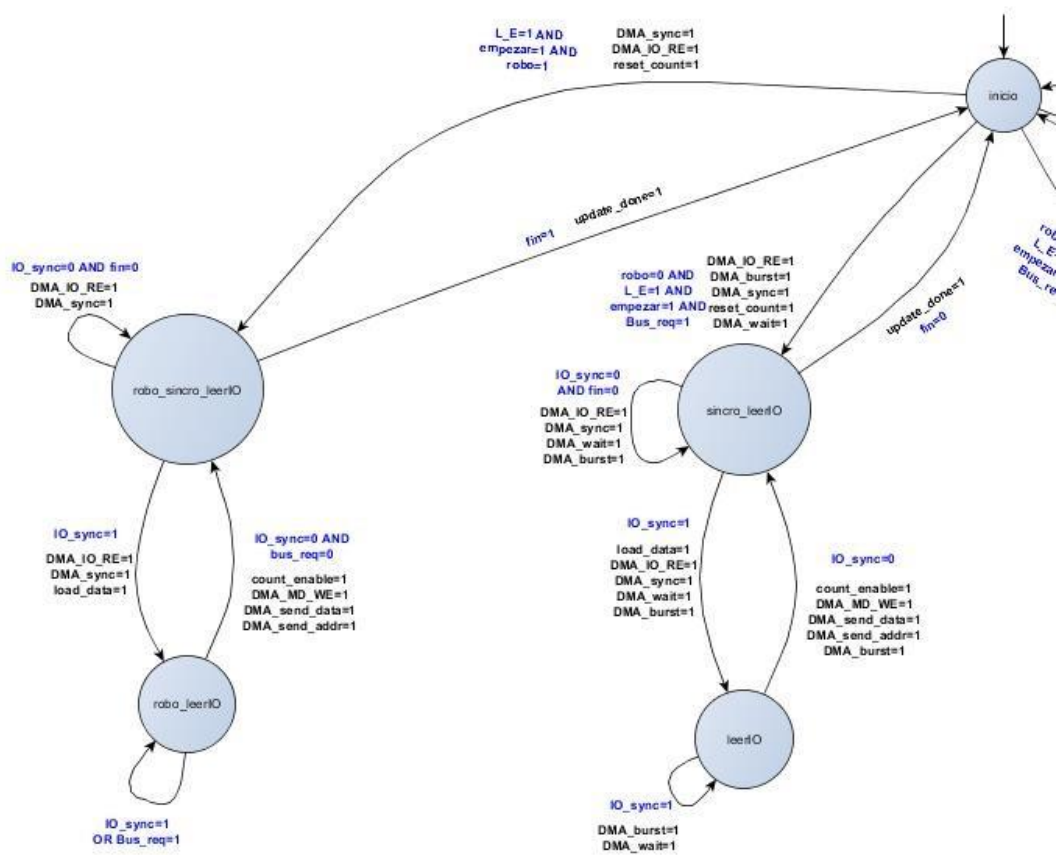 L_E=1 AND
empezar=1 AND
robo=1
DMA_sync=1
DMA_IO_RE=1
reset_count=1
inicio
fin=1
update_done=1
IO_sync=0 AND fin=0
DMA_IO_RE=1
DMA_sync=1
robo_sincro_leerIO
robo=0 AND
L_E=1 AND
empezar=1 AND
Bus_req=1
DMA_IO_RE=1
DMA_burst=1
DMA_sync=1
reset_count=1
DMA_wait=1
update_done=1
fin=0
L_E=
Bus_re
IO_sync=0
AND fin=0
DMA_IO_RE=1
DMA_sync=1
DMA_wait=1
DMA_burst=1
sincro_leerIO
IO_sync=1
DMA_IO_RE=1
DMA_sync=1
load_data=1
IO_sync=0 AND
bus_req=0
count_enable=1
DMA_MD_WE=1
DMA_send_data=1
DMA_send_addr=1
IO_sync=1
load_data=1
DMA_IO_RE=1
DMA_sync=1
DMA_wait=1
DMA_burst=1
IO_sync=0
count_enable=1
DMA_MD_WE=1
DMA_send_data=1
DMA_send_addr=1
DMA_burst=1
robo_leerIO
leerIO
IO_sync=1
OR Bus_req=1
IO_sync=1
DMA_burst=1
DMA_wait=1